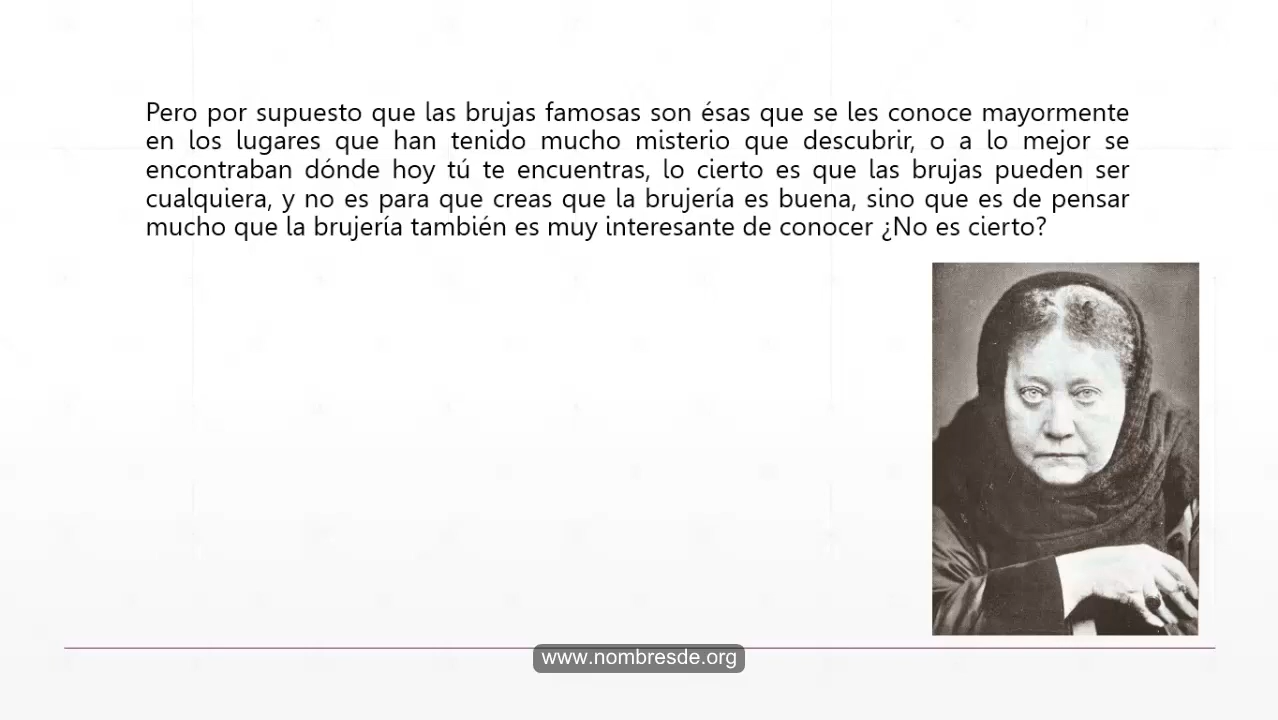 Pero por supuesto que las brujas famosas son ésas que se les conoce mayormente
en los lugares que han tenido mucho misterio que descubrir, o a lo mejor se
encontraban dónde hoy tú te encuentras, lo cierto es que las brujas pueden ser
cualquiera, y no es para que creas que la brujería es buena, sino que es de pensar
mucho que la brujería también es muy interesante de conocer ¿No es cierto?
www.nombresde.org